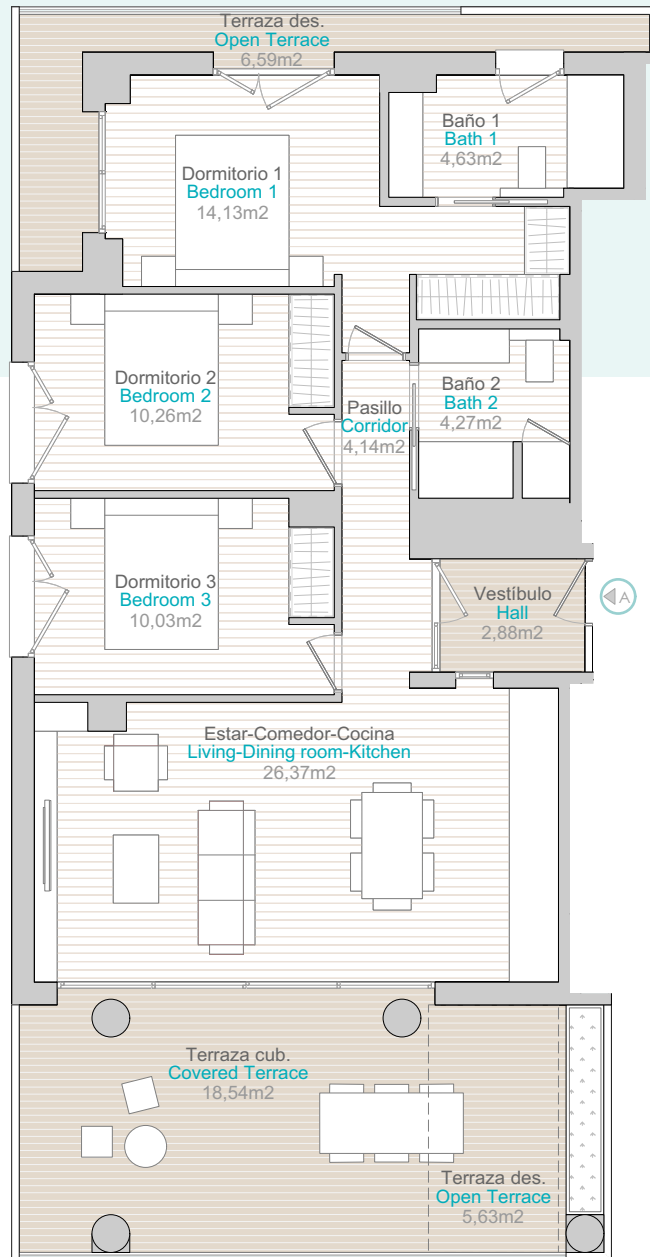 Terraza des.
Open Terrace
6,59m2
Baño 1
Bath 1
4,63m2
Dormitorio 1
Bedroom 1
14,13m2
Dormitorio 2
Bedroom 2
10,26m2
Baño 2
Bath 2
4,27m2
Pasillo
Corridor
4,14m2
Dormitorio 3
Bedroom 3
10,03m2
Vestíbulo
Hall
2,88m2
A
Estar-Comedor-Cocina
Living-Dining room-Kitchen
26,37m2
Terraza cub.
Covered Terrace
18,54m2
Terraza des.
Open Terrace
5,63m2